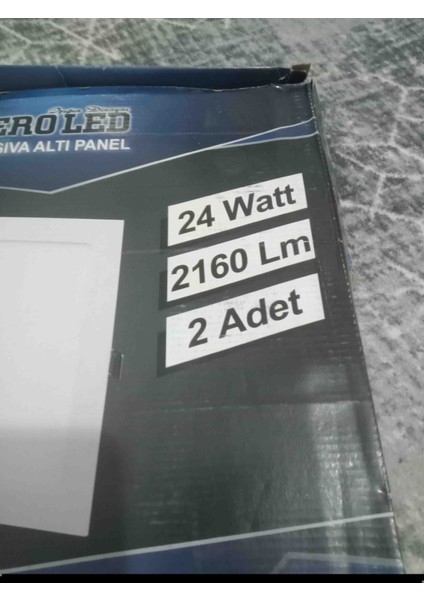 EROLED
SIVA ALTI PANEL
24 Watt
2160 Lm
2 Adet